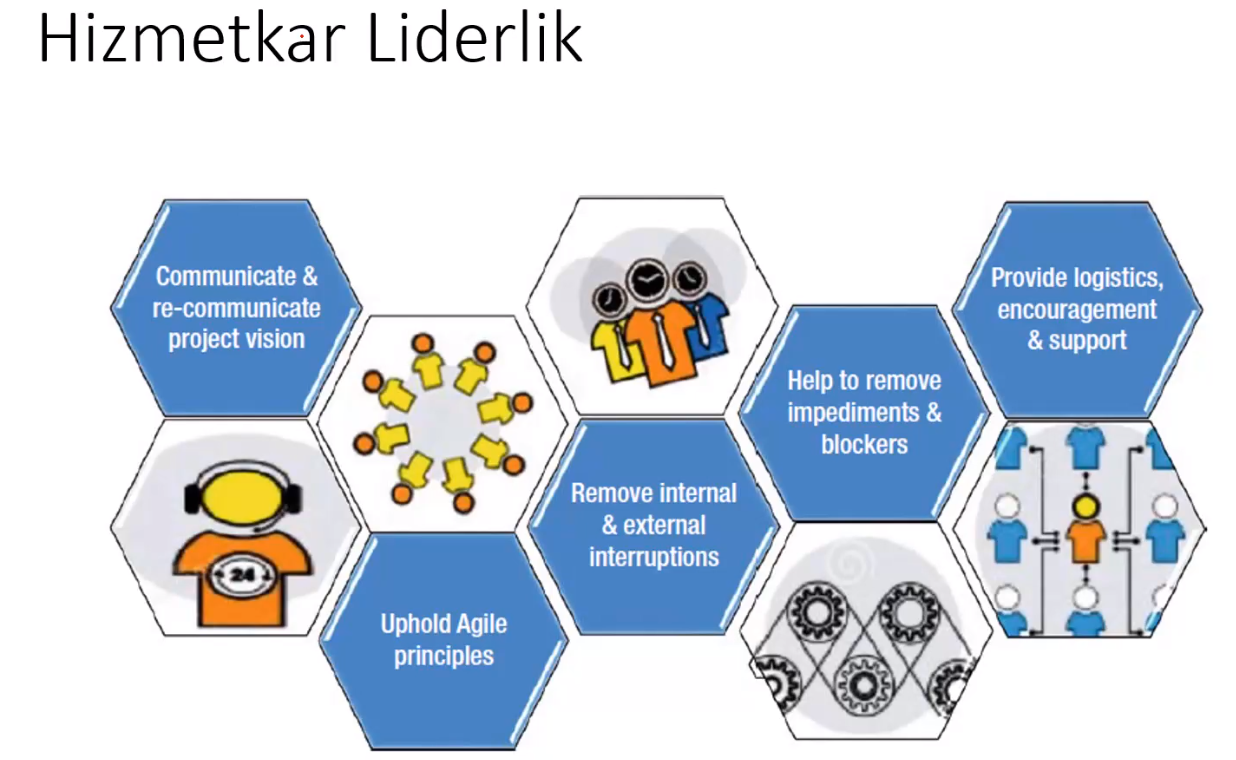 Hizmetkar Liderlik
Communicate &
re-communicate
project vision
Uphold Agile
principles
Remove internal
& external
interruptions
Help to remove
impediments &
blockers
Provide logistics,
encouragement
& support
24